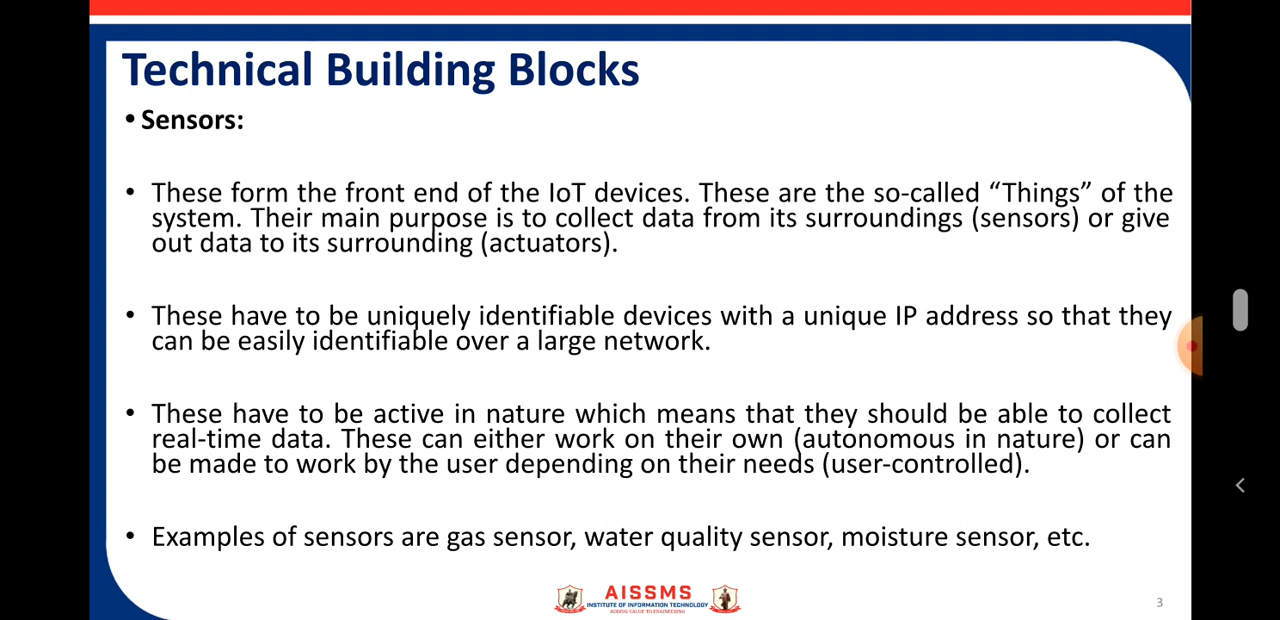 Technical Building Blocks
• Sensors:
• These form the front end of the IoT devices. These are the so-called “Things” of the
system. Their main purpose is to collect data from its surroundings (sensors) or give
out data to its surrounding (actuators).
• These have to be uniquely identifiable devices with a unique IP address so that they
can be easily identifiable over a large network.
• These have to be active in nature which means that they should be able to collect
real-time data. These can either work on their own (autonomous in nature) or can
be made to work by the user depending on their needs (user-controlled).
• Examples of sensors are gas sensor, water quality sensor, moisture sensor, etc.
AISSMS
INSTITUTE OF INFORMATION TECHNOLOGY
ADDING VALUE TO ENGINEERING
3